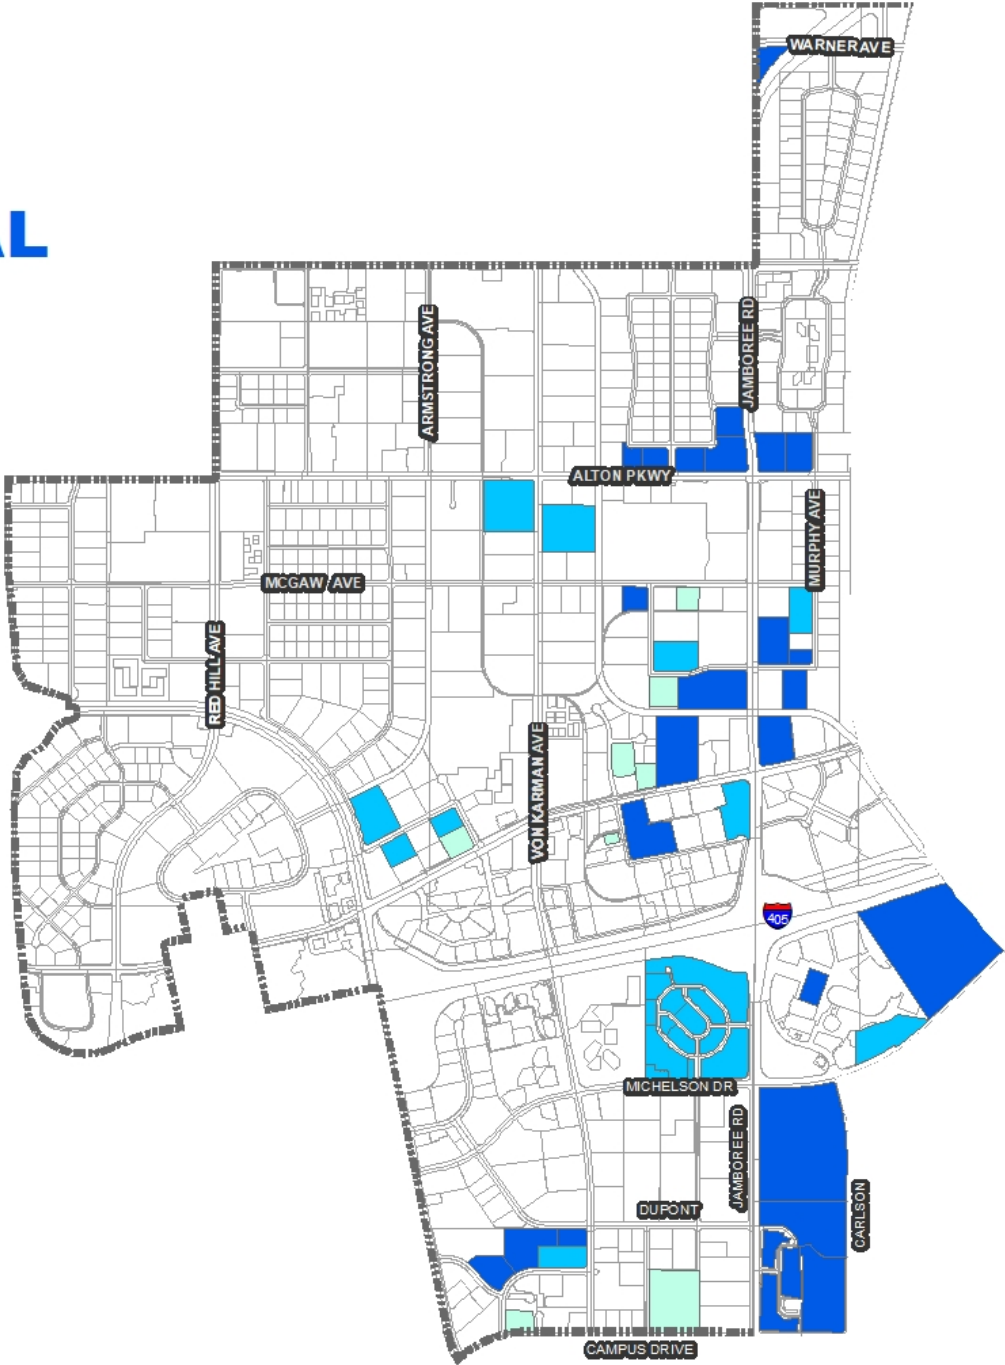 WARNER AVE
AL
ARMSTRONG AVE
JAMBOREE RD
ALTON PKWY
MURPHY AVE
MCGAW AVE
RED HILL AVE
VON KARMAN AVE
405
MICHELSON DR
JAMBOREE RD
DUPONT
CARLSON
CAMPUS DRIVE